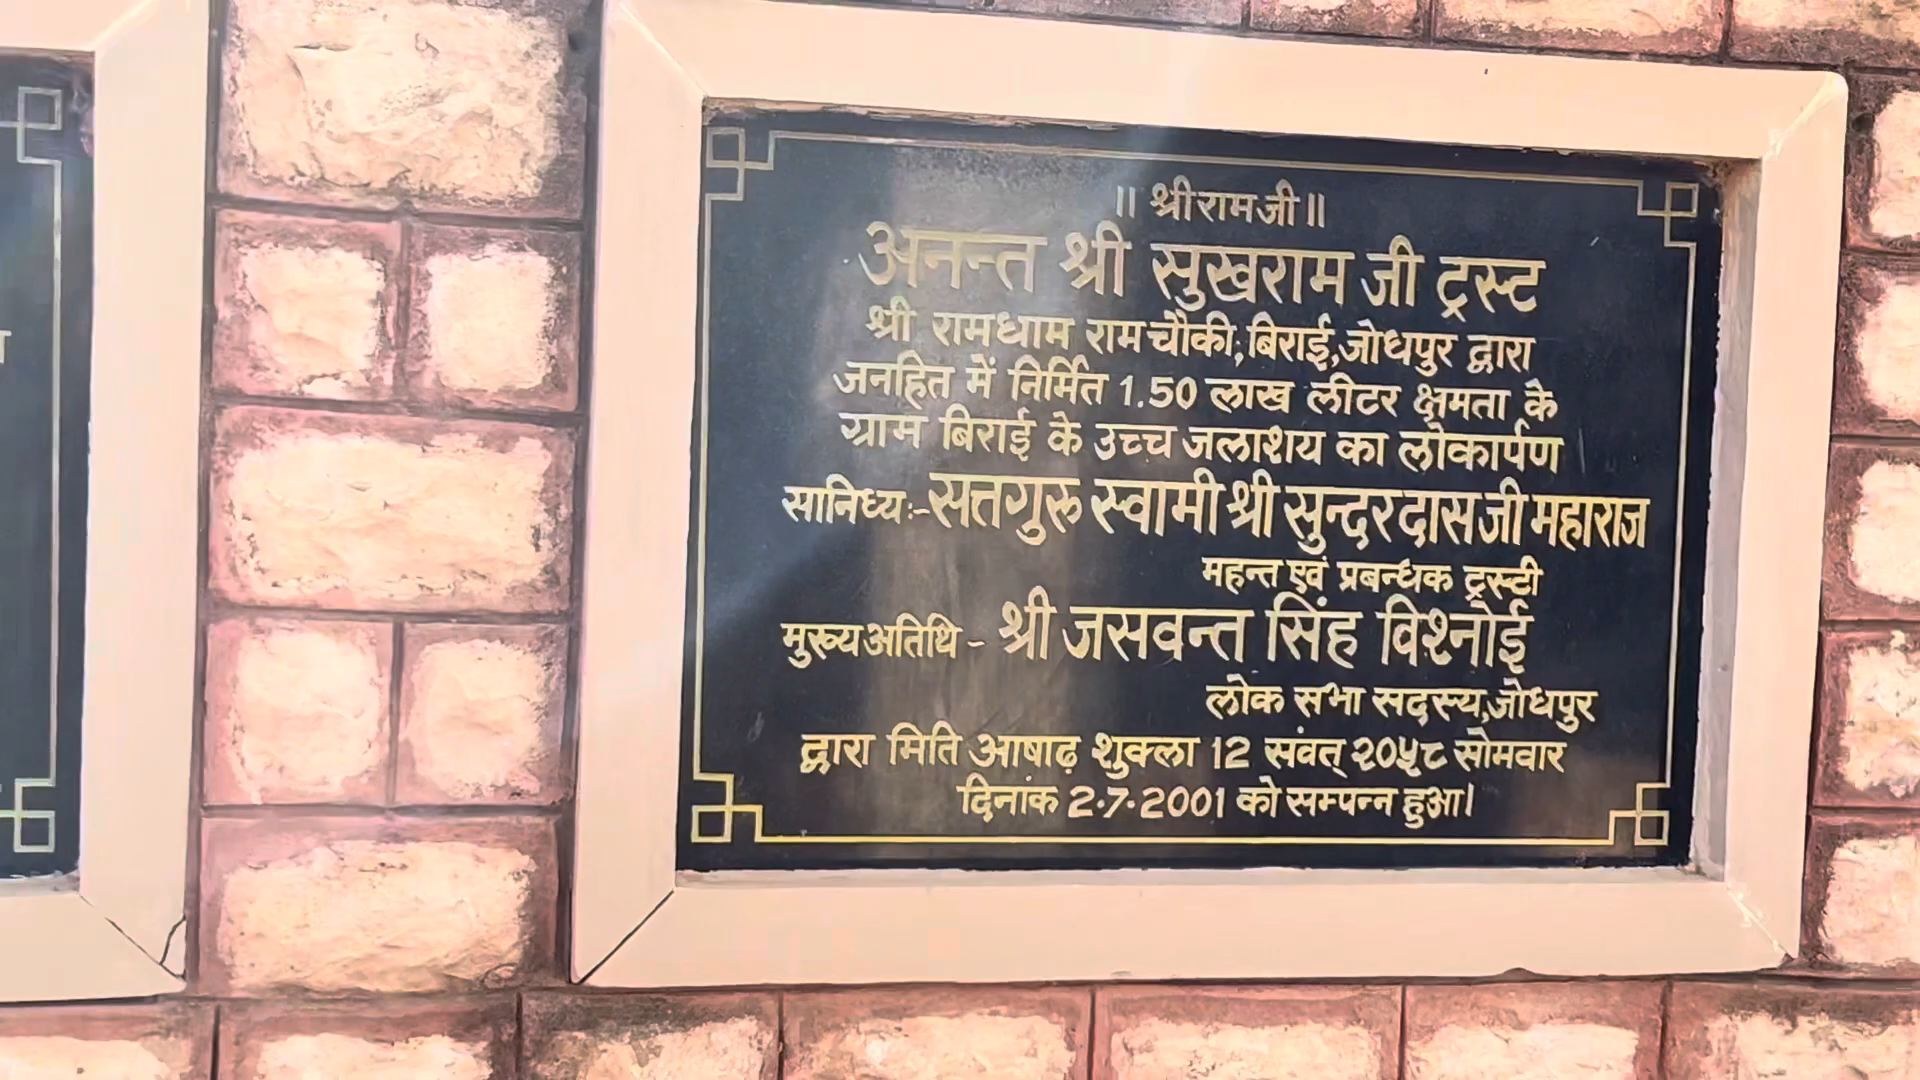 ॥ श्रीरामजी॥
अनन्त श्री सुखराम जी ट्रस्ट
श्री रामधाम रामचौकी, बिराई,जोधपुर द्वारा
जनहित में निर्मित 1.50 लाख लीटर क्षमता के
ग्राम बिराई के उच्च जलाशय का लोकार्पण
सानिध्य:-सत्तगुरू स्वामी श्री सुन्दरदासजी महाराज
महन्त एवं प्रबन्धक ट्रस्टी
मुख्यअतिथि - श्री जसवन्त सिंह विश्नोई
लोक सभा सदस्य,जोधपुर
द्वारा मिति आषाढ़ शुक्ला 12 संवत् २०५८ सोमवार
दिनांक 2.7.2001 को सम्पन्न हुआ।